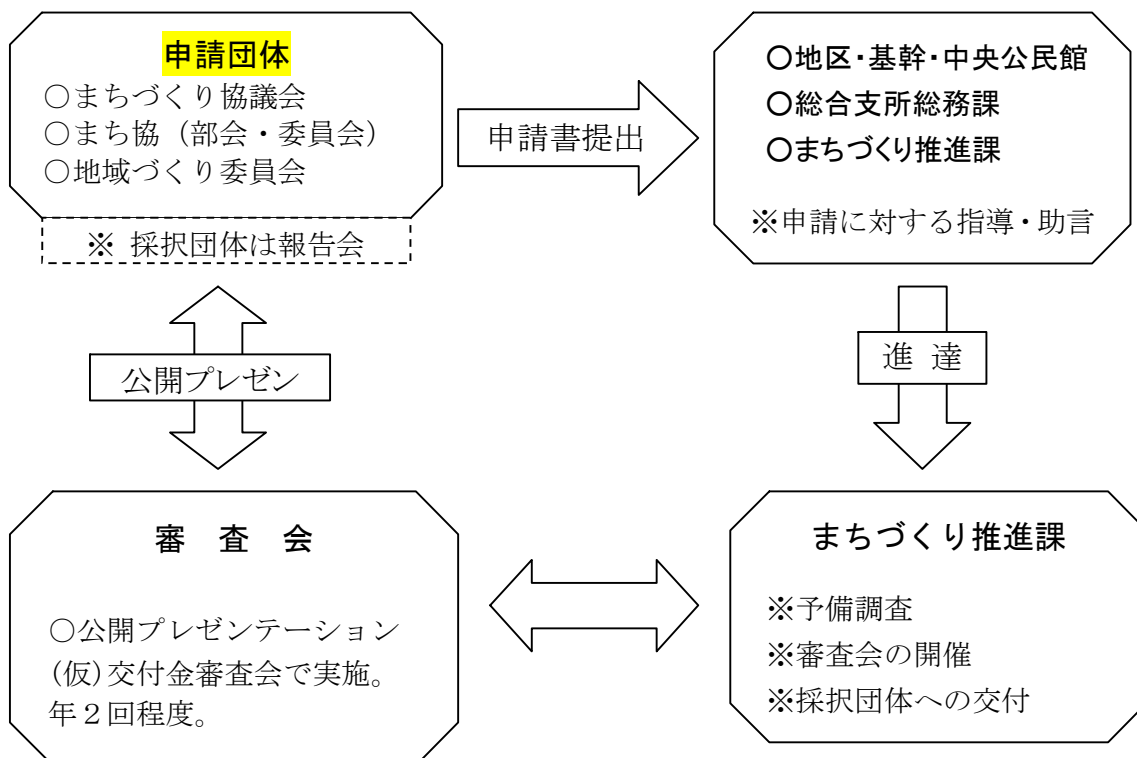 申請団体
○まちづくり協議会
○まち協（部会・委員会）
○地域づくり委員会
※ 採択団体は報告会
申請書提出
○地区・基幹・中央公民館
○総合支所総務課
○まちづくり推進課
※申請に対する指導・助言
公開プレゼン
進 達
審 査 会
○公開プレゼンテーション
(仮)交付金審査会で実施。
年２回程度。
まちづくり推進課
※予備調査
※審査会の開催
※採択団体への交付